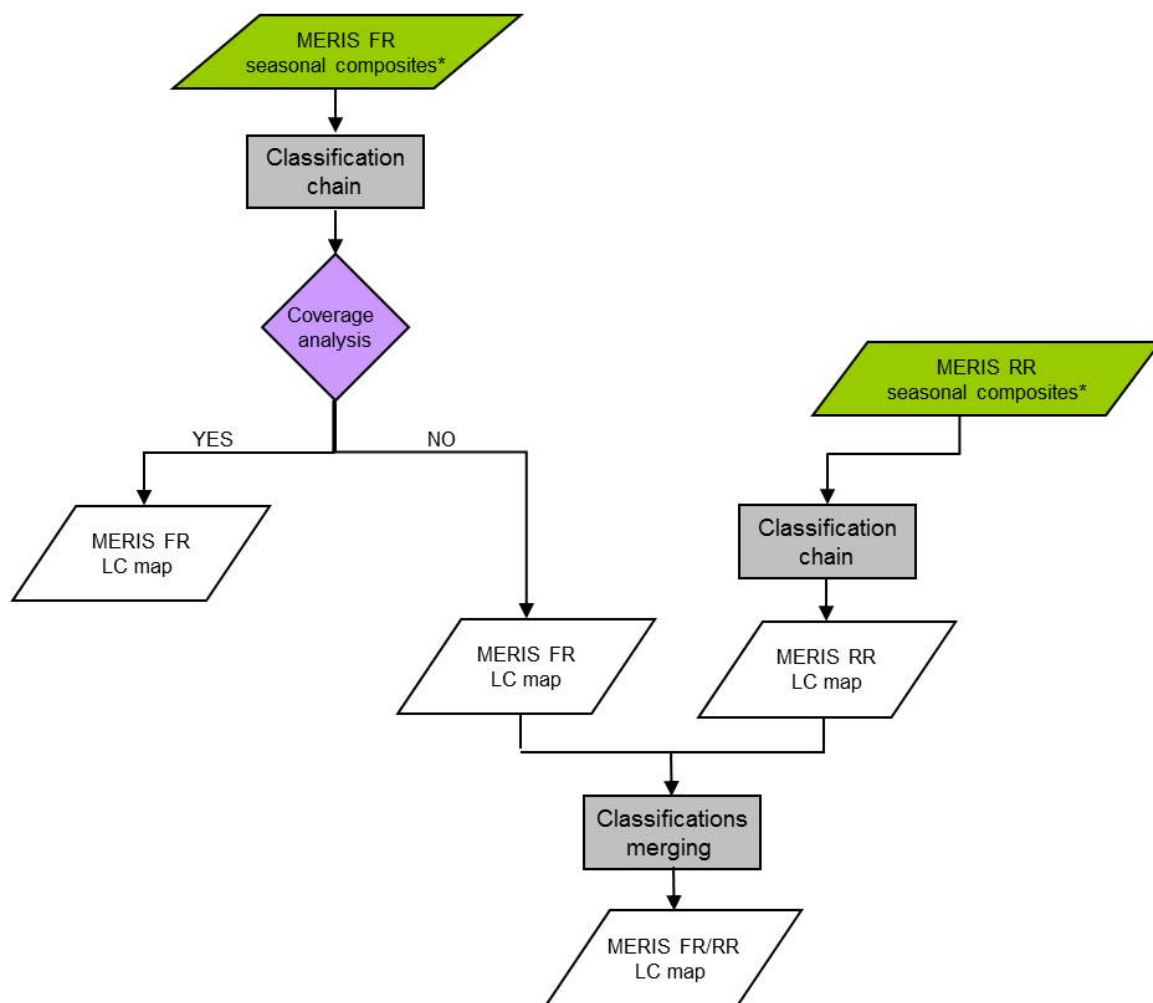 MERIS FR
seasonal composites*
Classification
chain
Coverage
analysis
YES
NO
MERIS RR
seasonal composites*
MERIS FR
LC map
Classification
chain
MERIS FR
LC map
MERIS RR
LC map
Classifications
merging
MERIS FR/RR
LC map